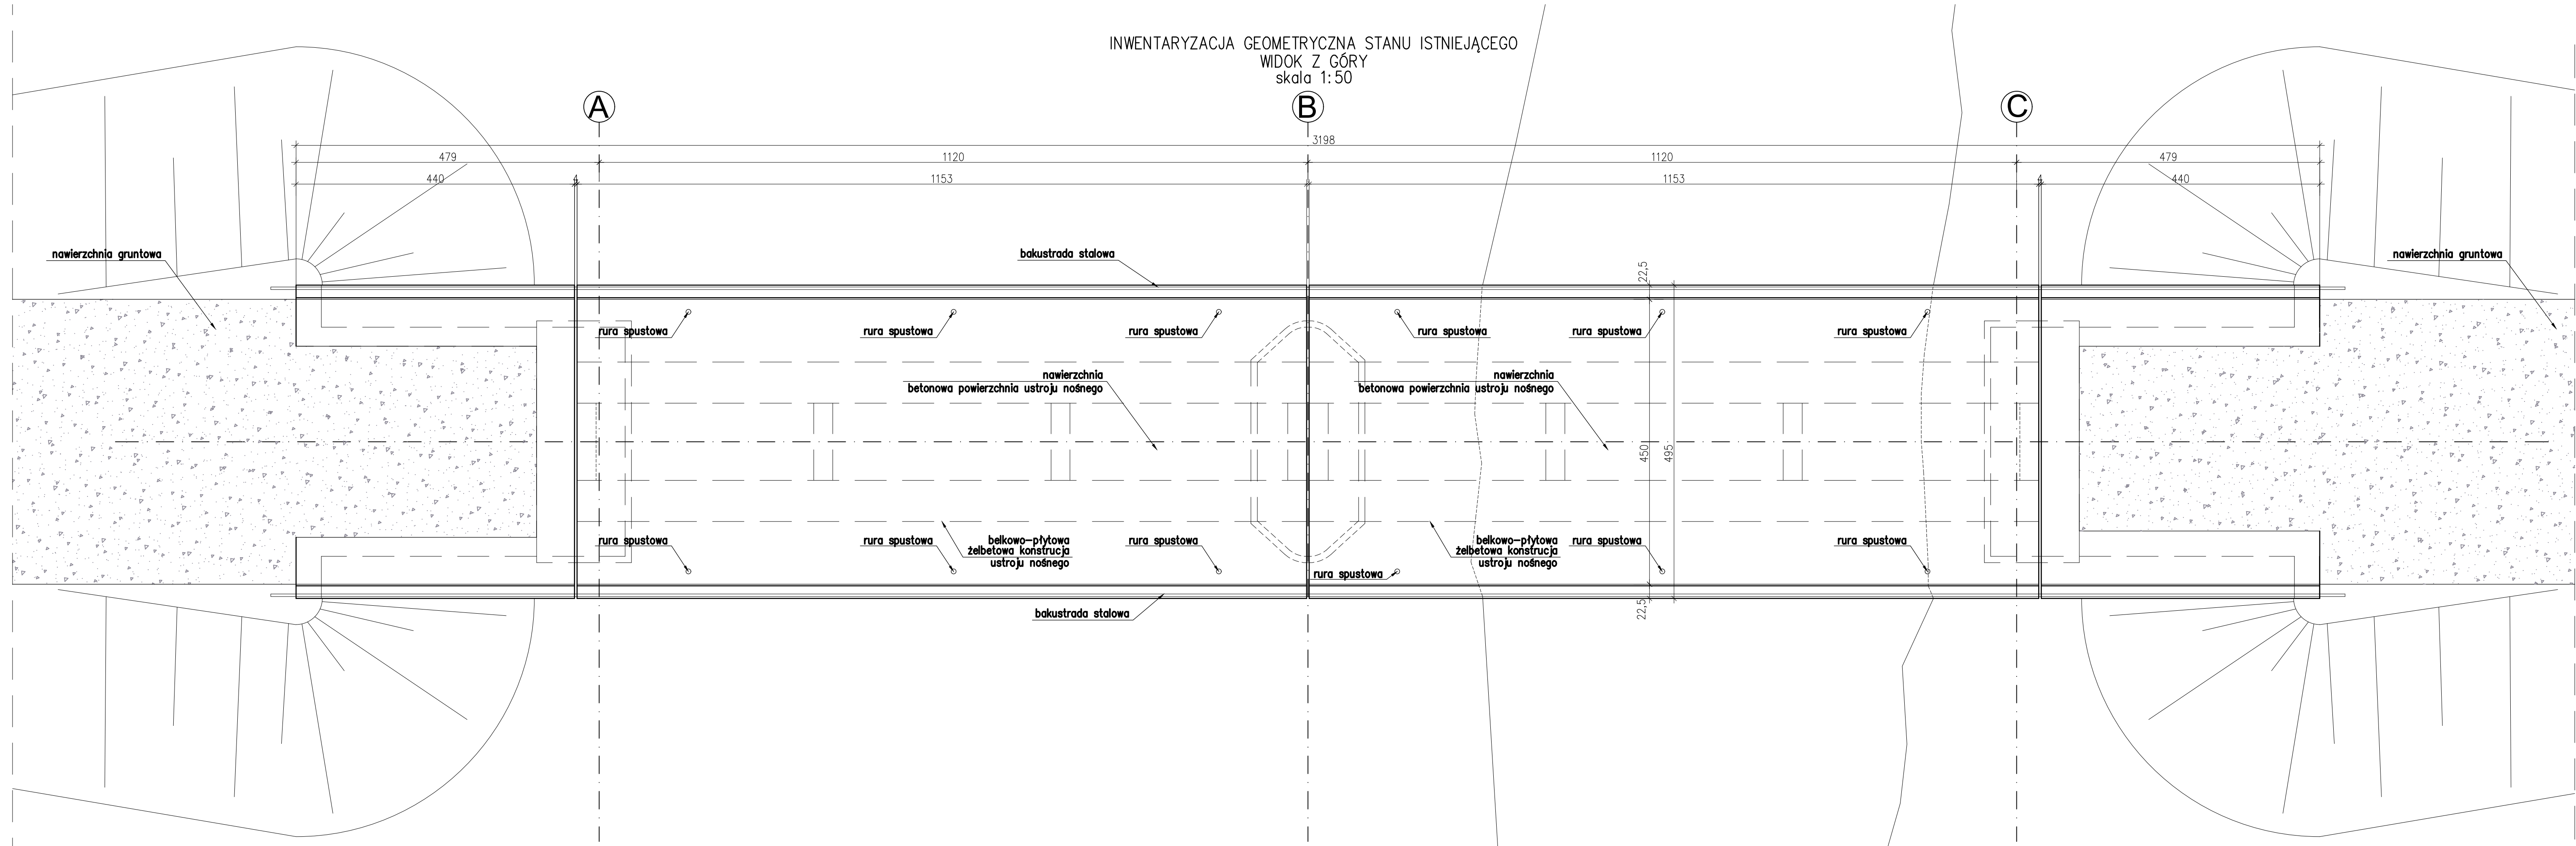 INWENTARYZACJA GEOMETRYCZNA STANU ISTNIEJĄCEGO
WIDOK Z GÓRY
skala 1:50
A
B
C
3198
479
1120
1120
479
440
4
1153
1153
4
440
nawierzchnia gruntowa
bakustrada stalowa
nawierzchnia gruntowa
22,5
rura spustowa
rura spustowa
rura spustowa
rura spustowa
rura spustowa
rura spustowa
nawierzchnia
betonowa powierzchnia ustroju nośnego
nawierzchnia
betonowa powierzchnia ustroju nośnego
450
495
rura spustowa
rura spustowa
belkowo-płytowa
żelbetowa konstrucja
ustroju nośnego
rura spustowa
belkowo-płytowa
żelbetowa konstrucja
ustroju nośnego
rura spustowa
rura spustowa
rura spustowa
22,5
bakustrada stalowa